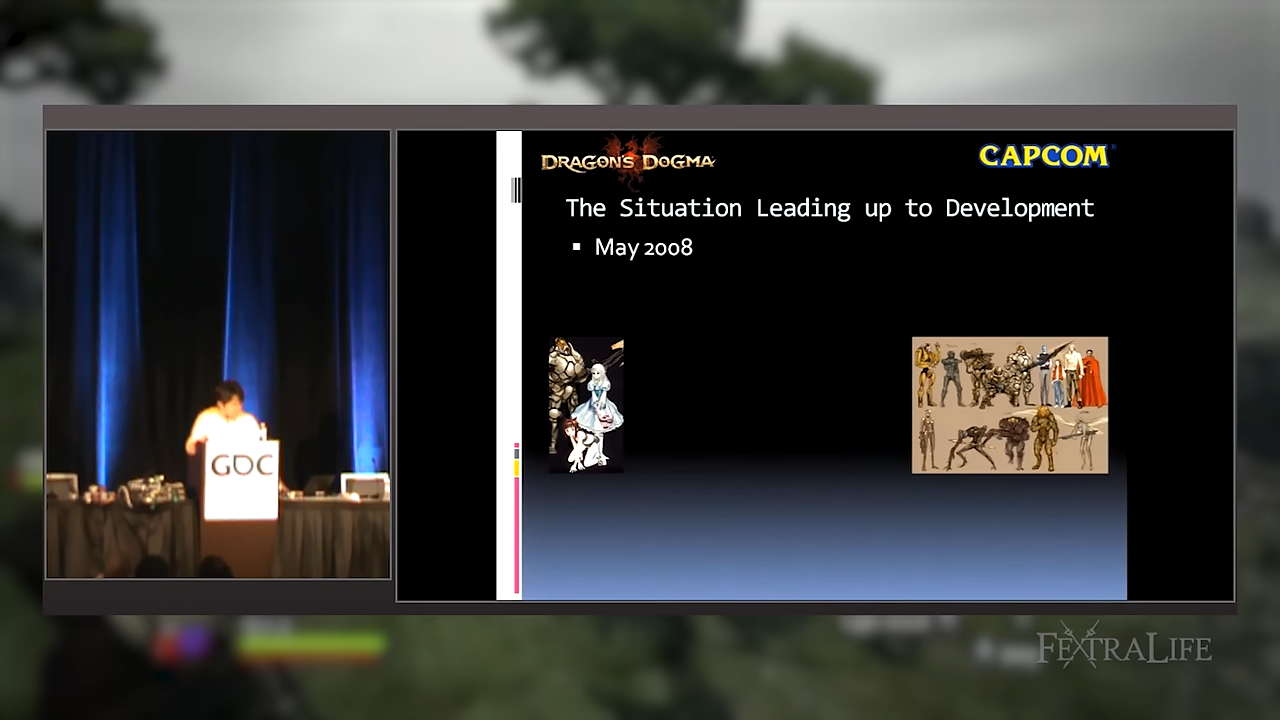 DRAGON'S DOGMA
CAPCOM
The Situation Leading up to Development
▪ May 2008
GDC
FEXTRALIFE